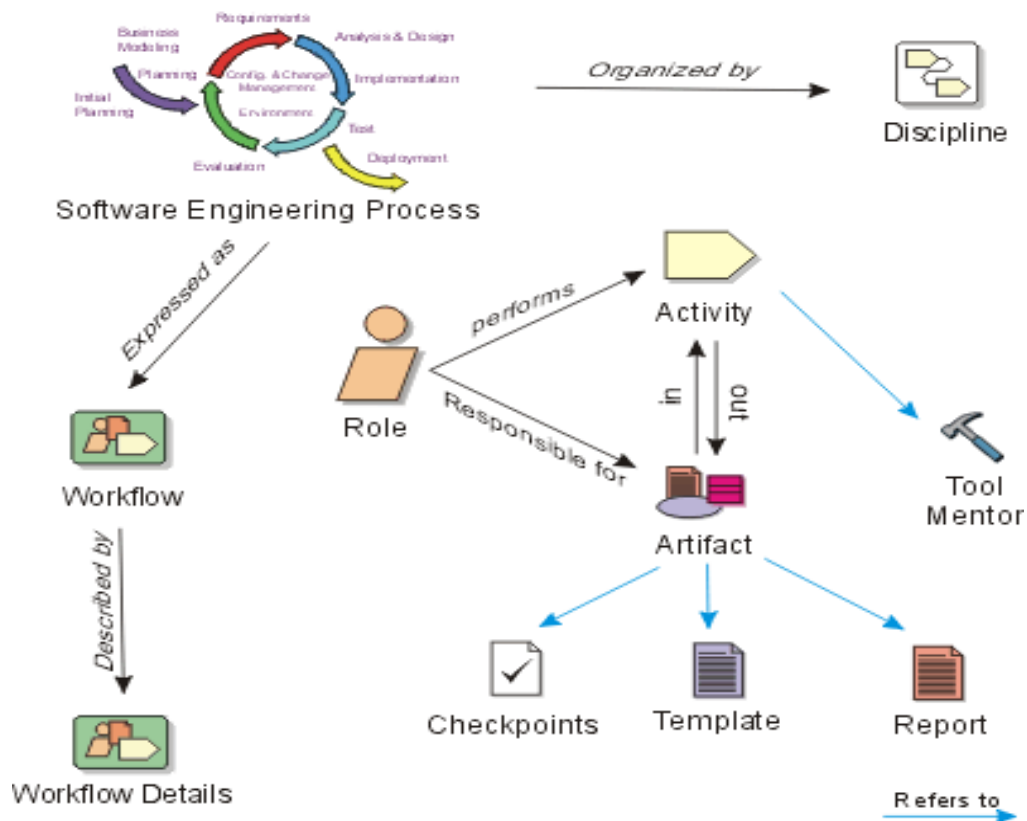 Requirements
Business
Modeling
Analysis & Design
Planning
Config. & Change
Management
Implementation
Initial
Planning
Environment
Test
Evaluation
Deployment
Software Engineering Process
Organized by
Discipline
Expressed as
performs
Activity
Role
Responsible for
in
out
Workflow
Tool
Mentor
Artifact
Described by
Checkpoints
Template
Report
Workflow Details
Refers to